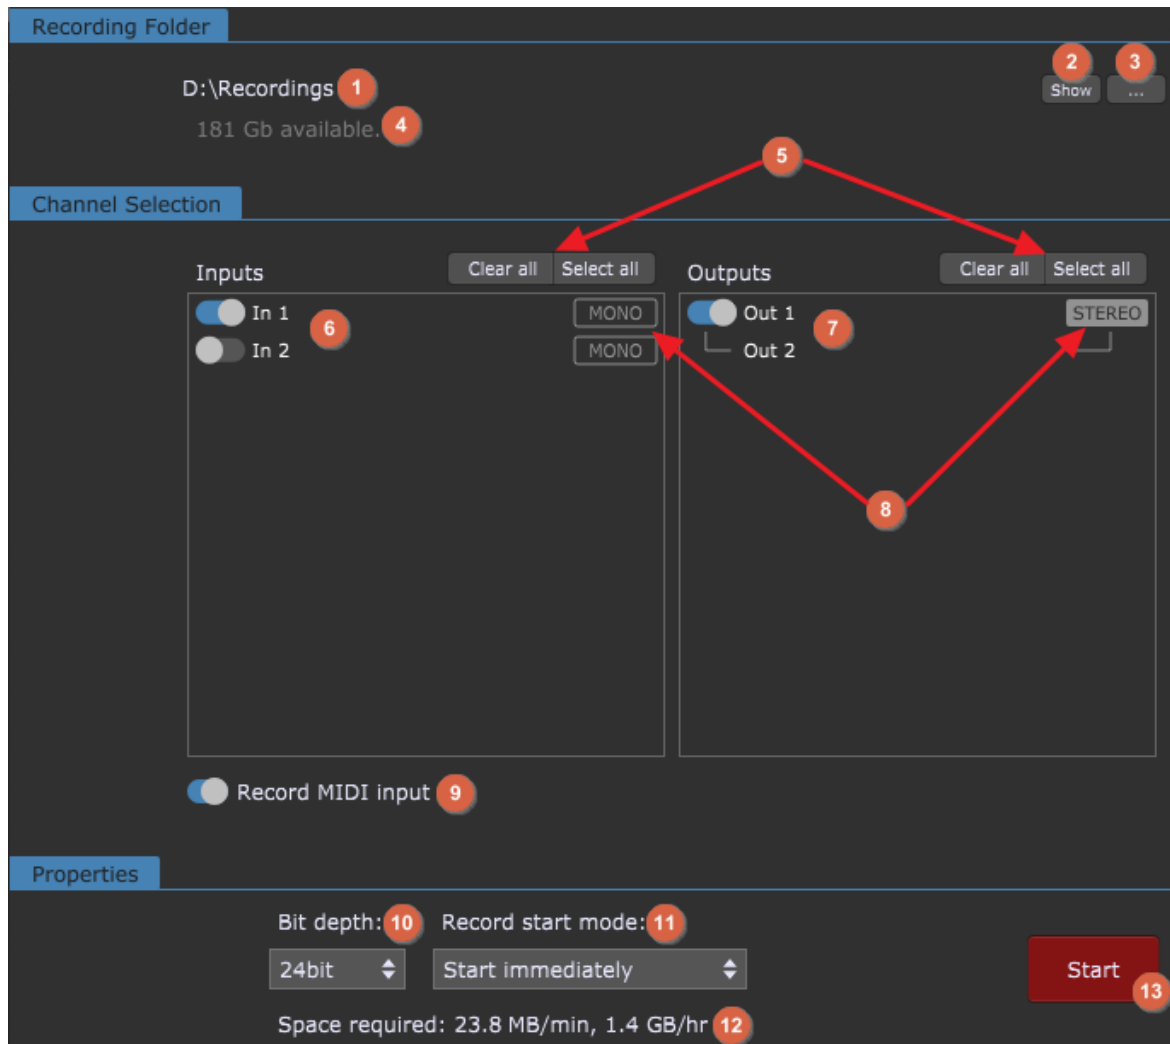 Recording Folder
D:\Recordings 1
2 3
Show ...
181 Gb available. 4
5
Channel Selection
Inputs Clear all Select all Outputs Clear all Select all
In 1 6 MONO Out 1 7 STEREO
In 2 MONO Out 2
8
Record MIDI input 9
Properties
Bit depth: 10 Record start mode: 11
24bit Start immediately Start
13
Space required: 23.8 MB/min, 1.4 GB/hr 12